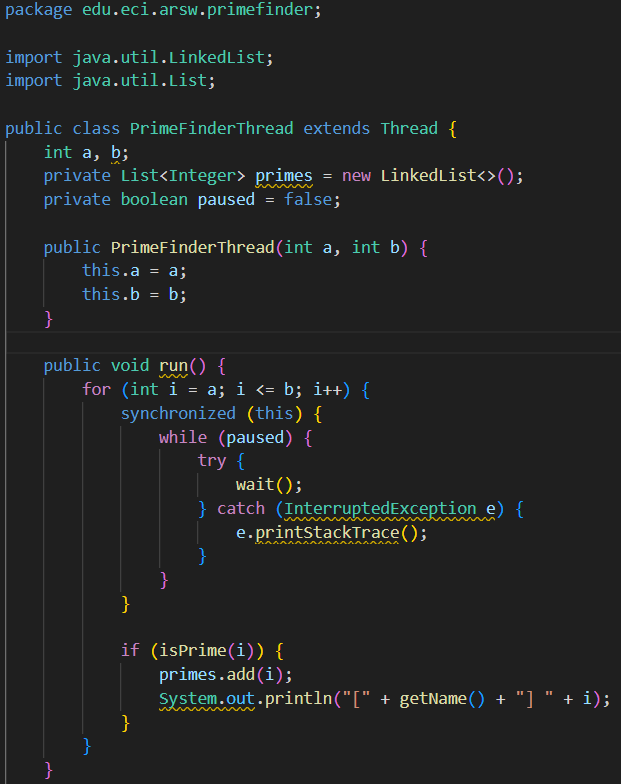 package edu.eci.arsw.primefinder;

import java.util.LinkedList;
import java.util.List;

public class PrimeFinderThread extends Thread {
    int a, b;
    private List<Integer> primes = new LinkedList<>();
    private boolean paused = false;

    public PrimeFinderThread(int a, int b) {
        this.a = a;
        this.b = b;
    }

    public void run() {
        for (int i = a; i <= b; i++) {
            synchronized (this) {
                while (paused) {
                    try {
                        wait();
                    } catch (InterruptedException e) {
                        e.printStackTrace();
                    }
                }
            }

            if (isPrime(i)) {
                primes.add(i);
                System.out.println("[" + getName() + "] " + i);
            }
        }
    }